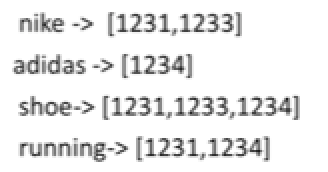 nike -> [1231,1233]
adidas -> [1234]
shoe-> [1231,1233,1234]
running-> [1231,1234]